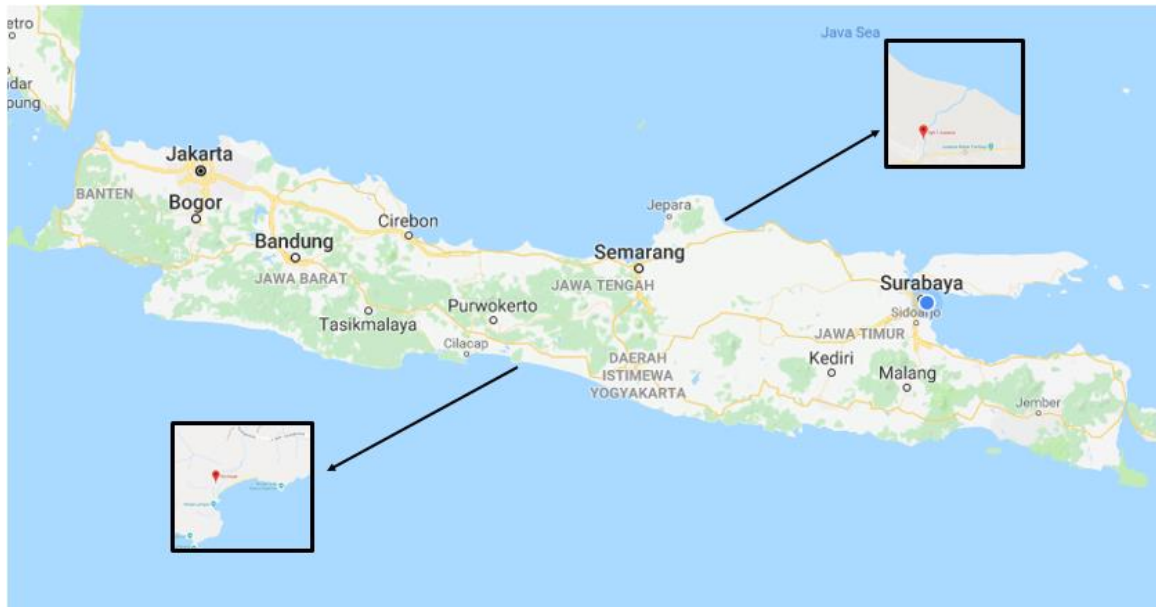 etro
Java Sea
ndar
pung
Jakarta
BANTEN
Bogor
Jepara
Cirebon
Bandung
Semarang
JAWA BARAT
JAWA TENGAH
Surabaya
Purwokerto
Sidoarjo
Tasikmalaya
JAWA TIMUR
Cilacap
DAERAH
ISTIMEWA
YOGYAKARTA
Kediri
Malang
Jember